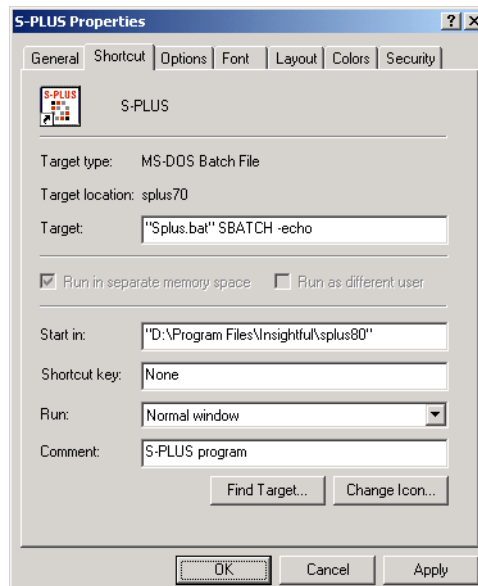 S-PLUS Properties
General Shortcut Options Font Layout Colors Security
S-PLUS
S-PLUS
Target type: MS-DOS Batch File
Target location: splus70
Target: "Splus.bat" SBATCH -echo
Run in separate memory space Run as different user
Start in: "D:\Program Files\Insightful\splus80"
Shortcut key: None
Run: Normal window
Comment: S-PLUS program
Find Target... Change Icon...
OK Cancel Apply